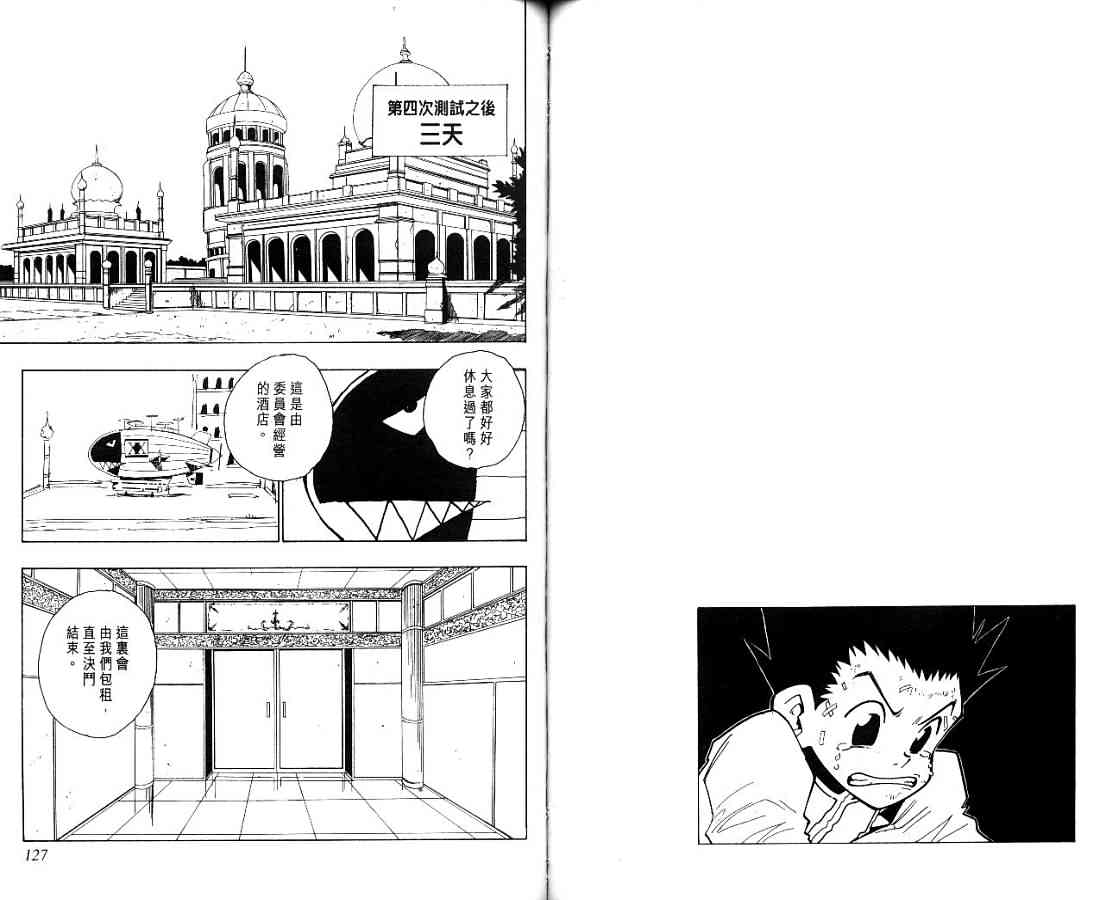 第四次測試之後
三天
大家都好好
休息過了嗎？
這是由
委員會經營
的酒店。
這裏會
由我們包租，
直至決鬥
結束。
127